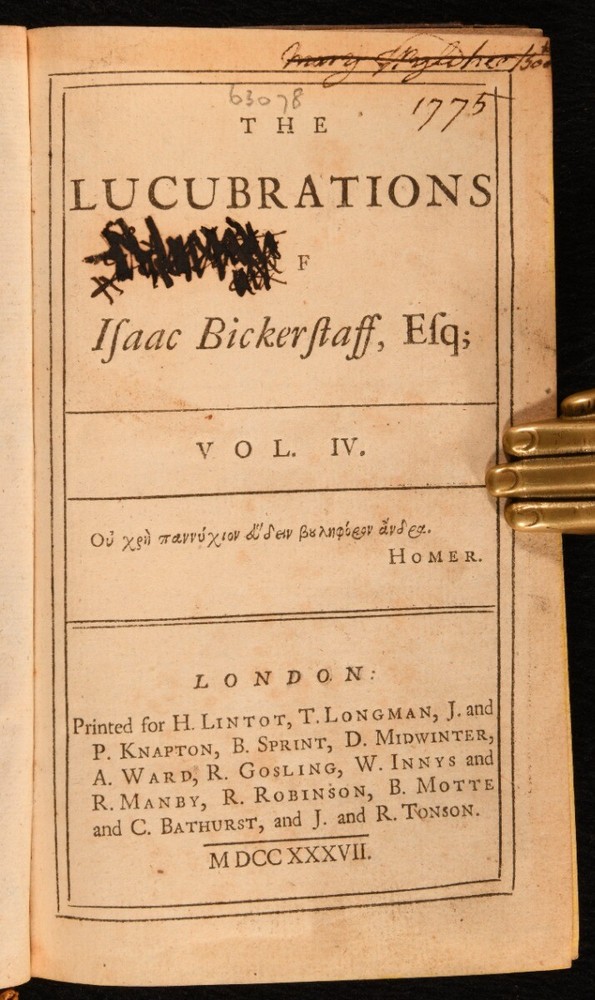 Mary
1775
63078
THE
LUCUBRATIONS
F
Iſaac Bickerſtaff, Eſq;
VOL. IV.
Οὐ χρὴ παννύχιον εὕδειν βουληφόρον ἄνδρα.
HOMER.
LONDON:
Printed for H. LINTOT, T. LONGMAN, J. and
P. KNAPTON, B. SPRINT, D. MIDWINTER,
A. WARD, R. GOSLING, W. INNYS and
R. MANBY, R. ROBINSON, B. MOTTE
and C. BATHURST, and J. and R. TONSON.
MDCCXXXVII.